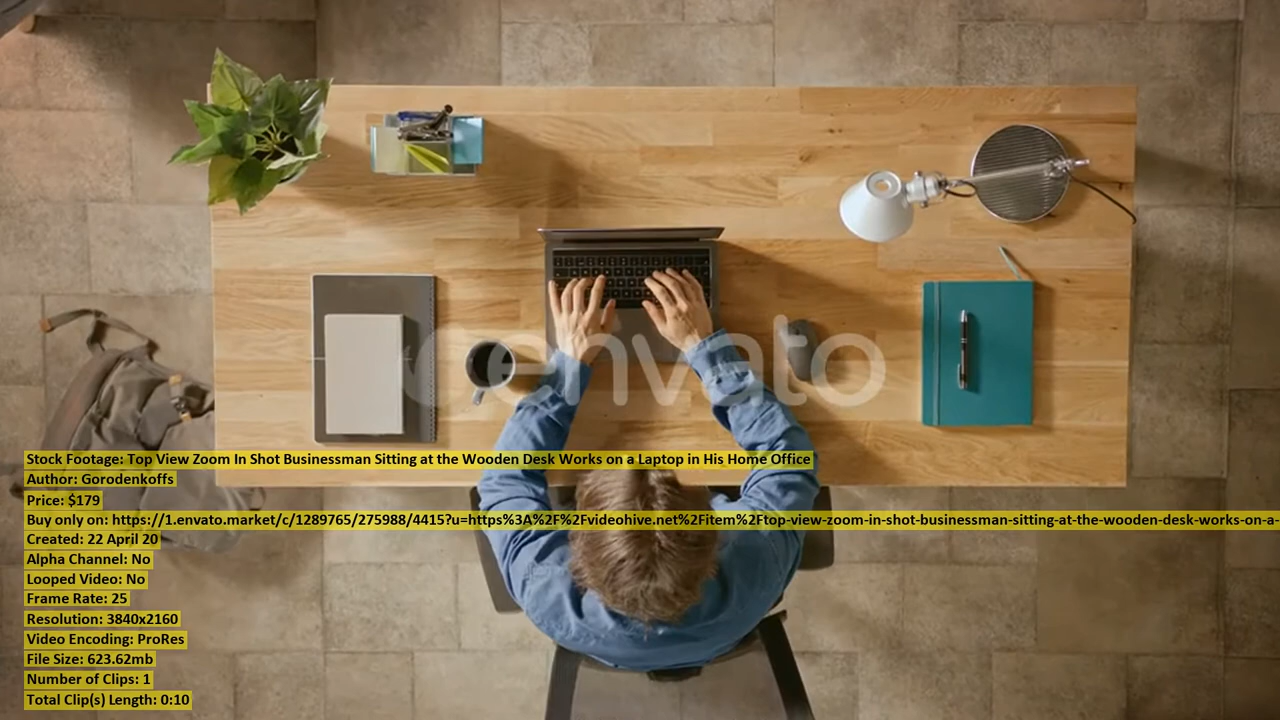 envato
Stock Footage: Top View Zoom In Shot Businessman Sitting at the Wooden Desk Works on a Laptop in His Home Office
Author: Gorodenkoffs
Price: $179
Buy only on: https://1.envato.market/c/1289765/275988/4415?u=https%3A%2F%2Fvideohive.net%2Fitem%2Ftop-view-zoom-in-shot-businessman-sitting-at-the-wooden-desk-works-on-a-
Created: 22 April 20
Alpha Channel: No
Looped Video: No
Frame Rate: 25
Resolution: 3840x2160
Video Encoding: ProRes
File Size: 623.62mb
Number of Clips: 1
Total Clip(s) Length: 0:10